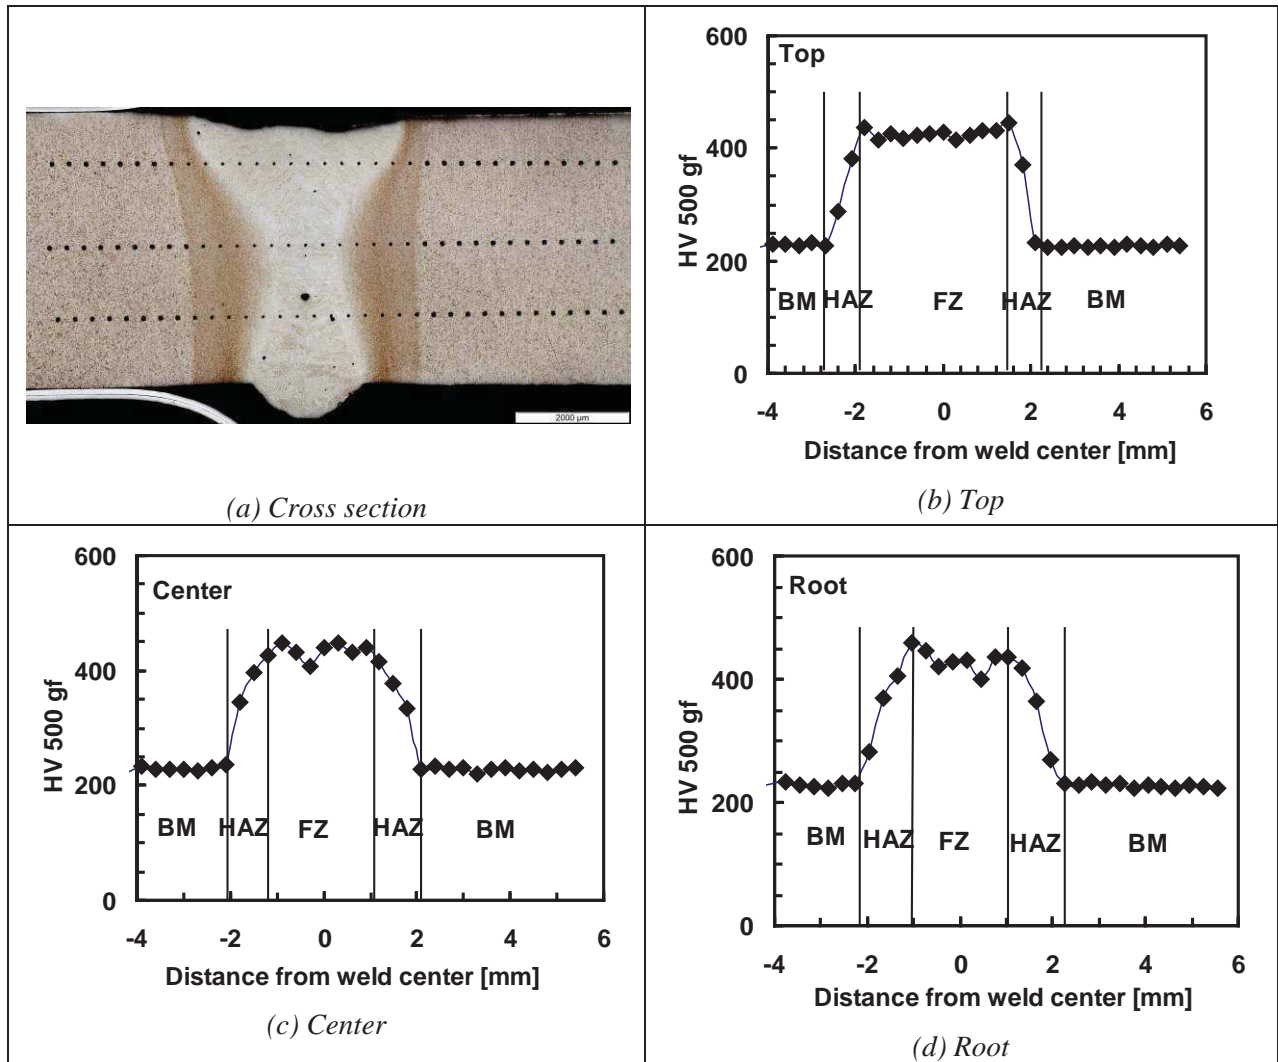 2000 µm
(a) Cross section
600
400
200
0
HV 500 gf
Top
BM HAZ FZ HAZ BM
-4 -2 0 2 4 6
Distance from weld center [mm]
(b) Top
600
400
200
0
HV 500 gf
Center
BM HAZ FZ HAZ BM
-4 -2 0 2 4 6
Distance from weld center [mm]
(c) Center
600
400
200
0
HV 500 gf
Root
BM HAZ FZ HAZ BM
-4 -2 0 2 4 6
Distance from weld center [mm]
(d) Root